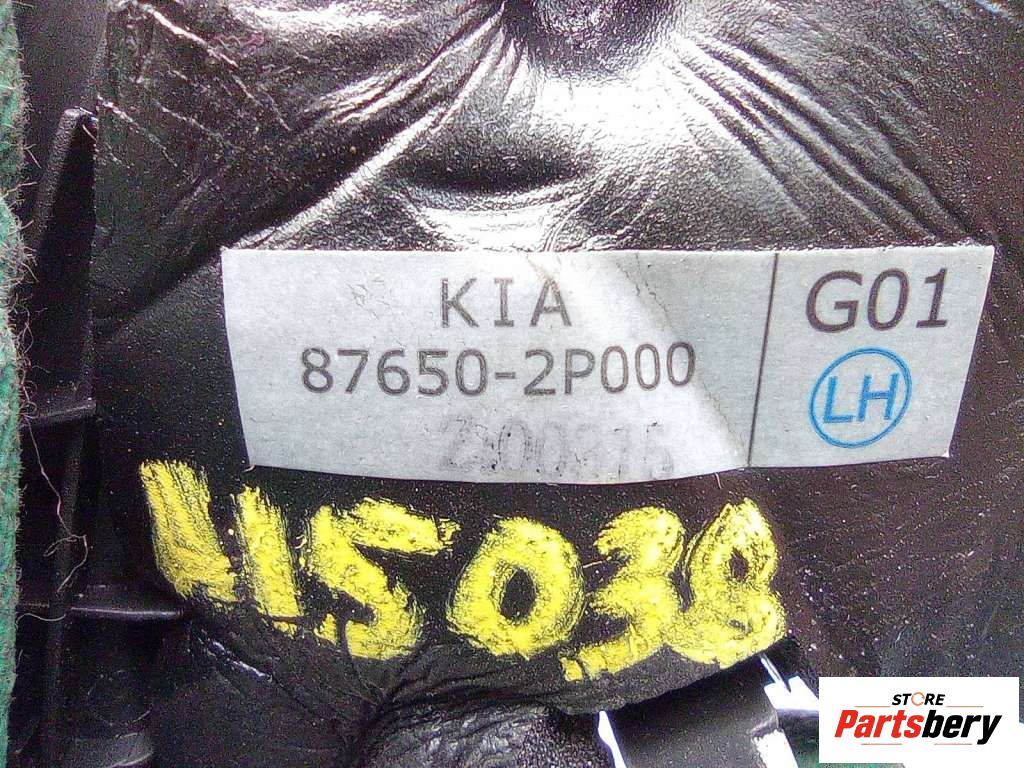 KIA
87650-2P000
G01
LH
115038
STORE
Partsbery